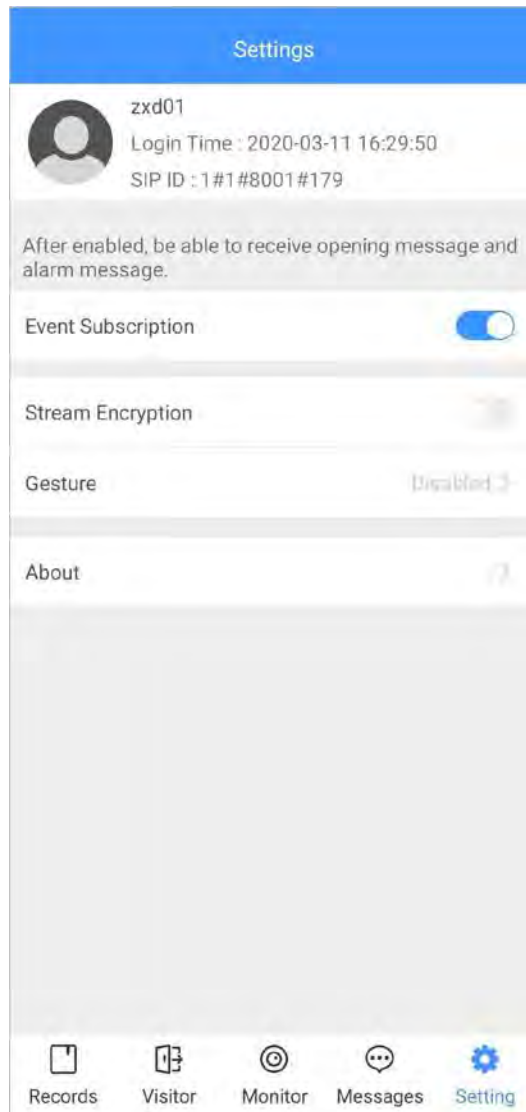 Settings
zxd01
Login Time : 2020-03-11 16:29:50
SIP ID : 1#1#8001#179
After enabled, be able to receive opening message and
alarm message.
Event Subscription
Stream Encryption
Gesture Disabled
About
Records Visitor Monitor Messages Setting